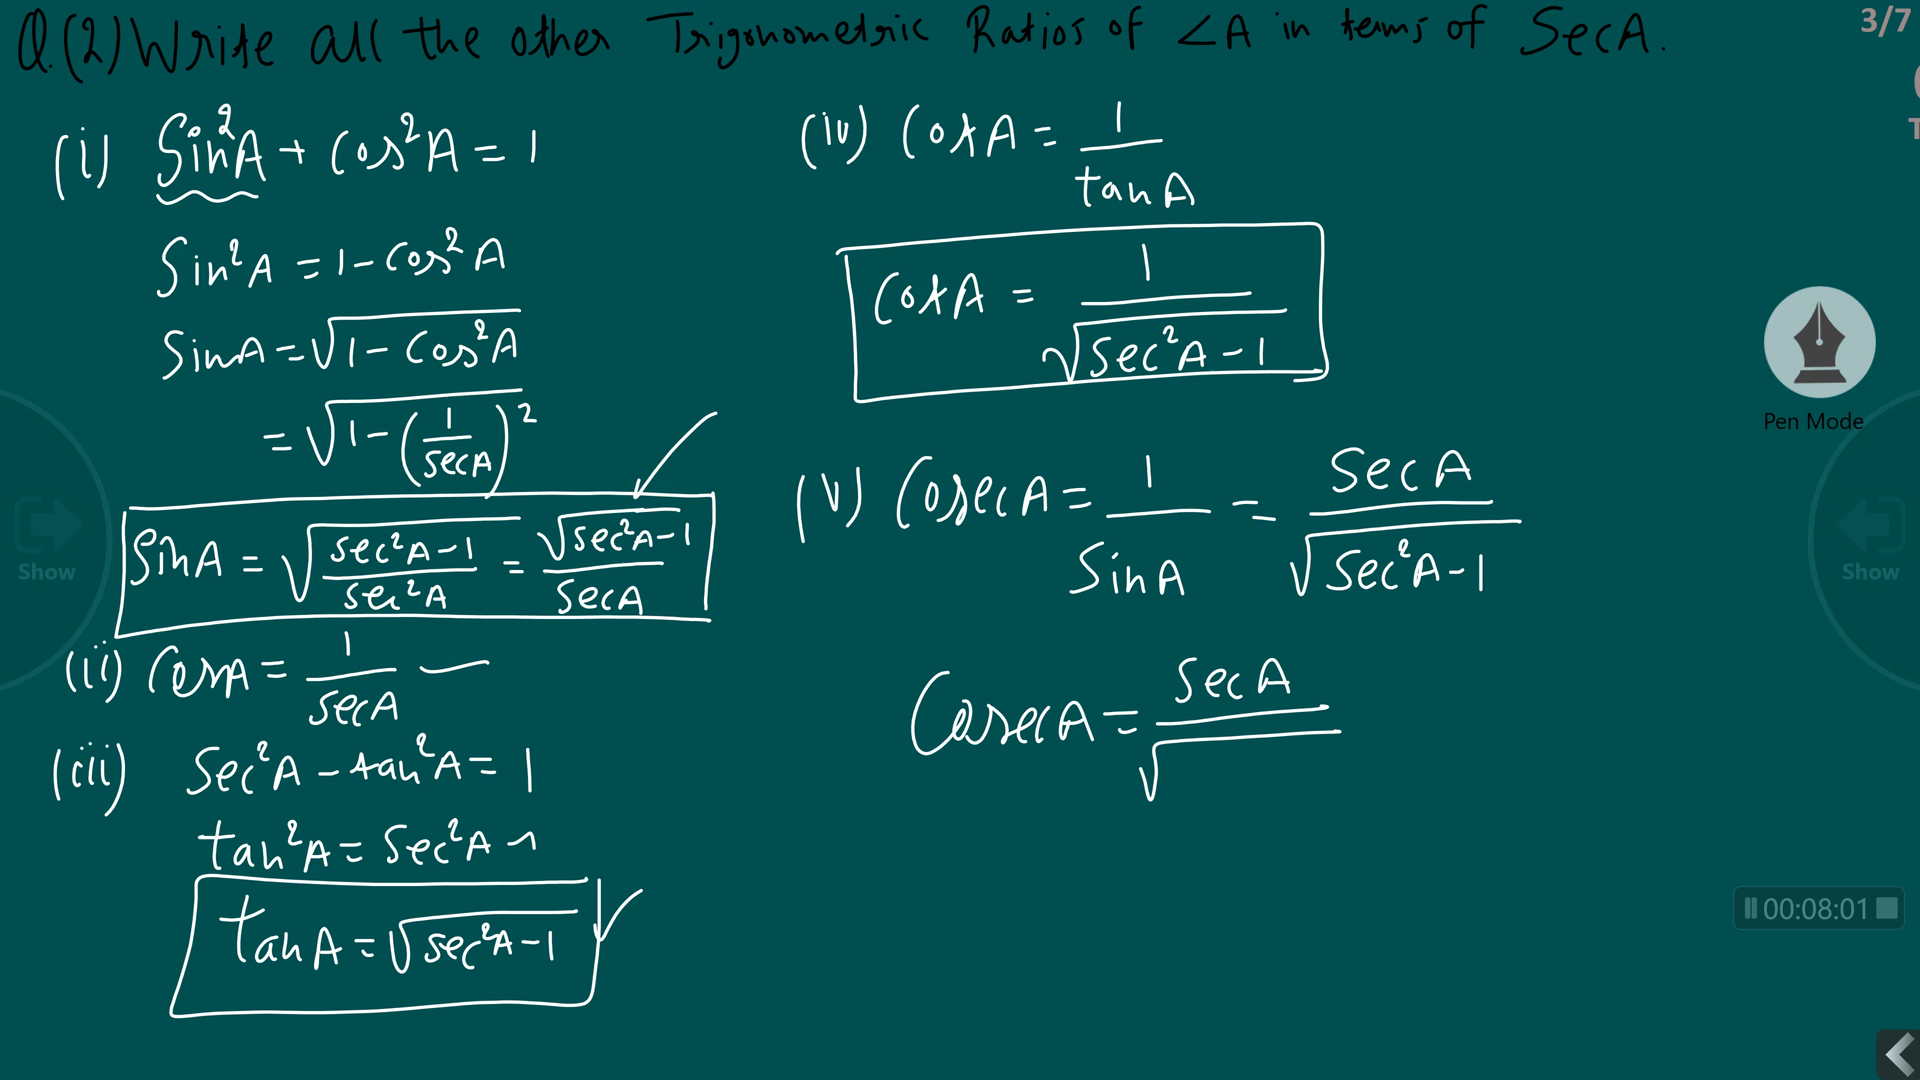 Q.(2) Write all the other Trigonometric Ratios of ∠A in terms of SecA.
3/7
(i) Sin²A + Cos²A = 1
Sin²A = 1 - Cos²A
SinA = √(1 - Cos²A)
= √(1 - (1/secA)²)
SinA = √((sec²A - 1)/(sec²A)) = √(sec²A - 1)/secA
(ii) CosA = 1/secA
(iii) Sec²A - tan²A = 1
tan²A = Sec²A - 1
tanA = √(sec²A - 1)
(iv) CotA = 1/tanA
CotA = 1/√(sec²A - 1)
(v) CosecA = 1/SinA = SecA/√(Sec²A - 1)
CosecA = SecA/√
Pen Mode
Show
Show
00:08:01